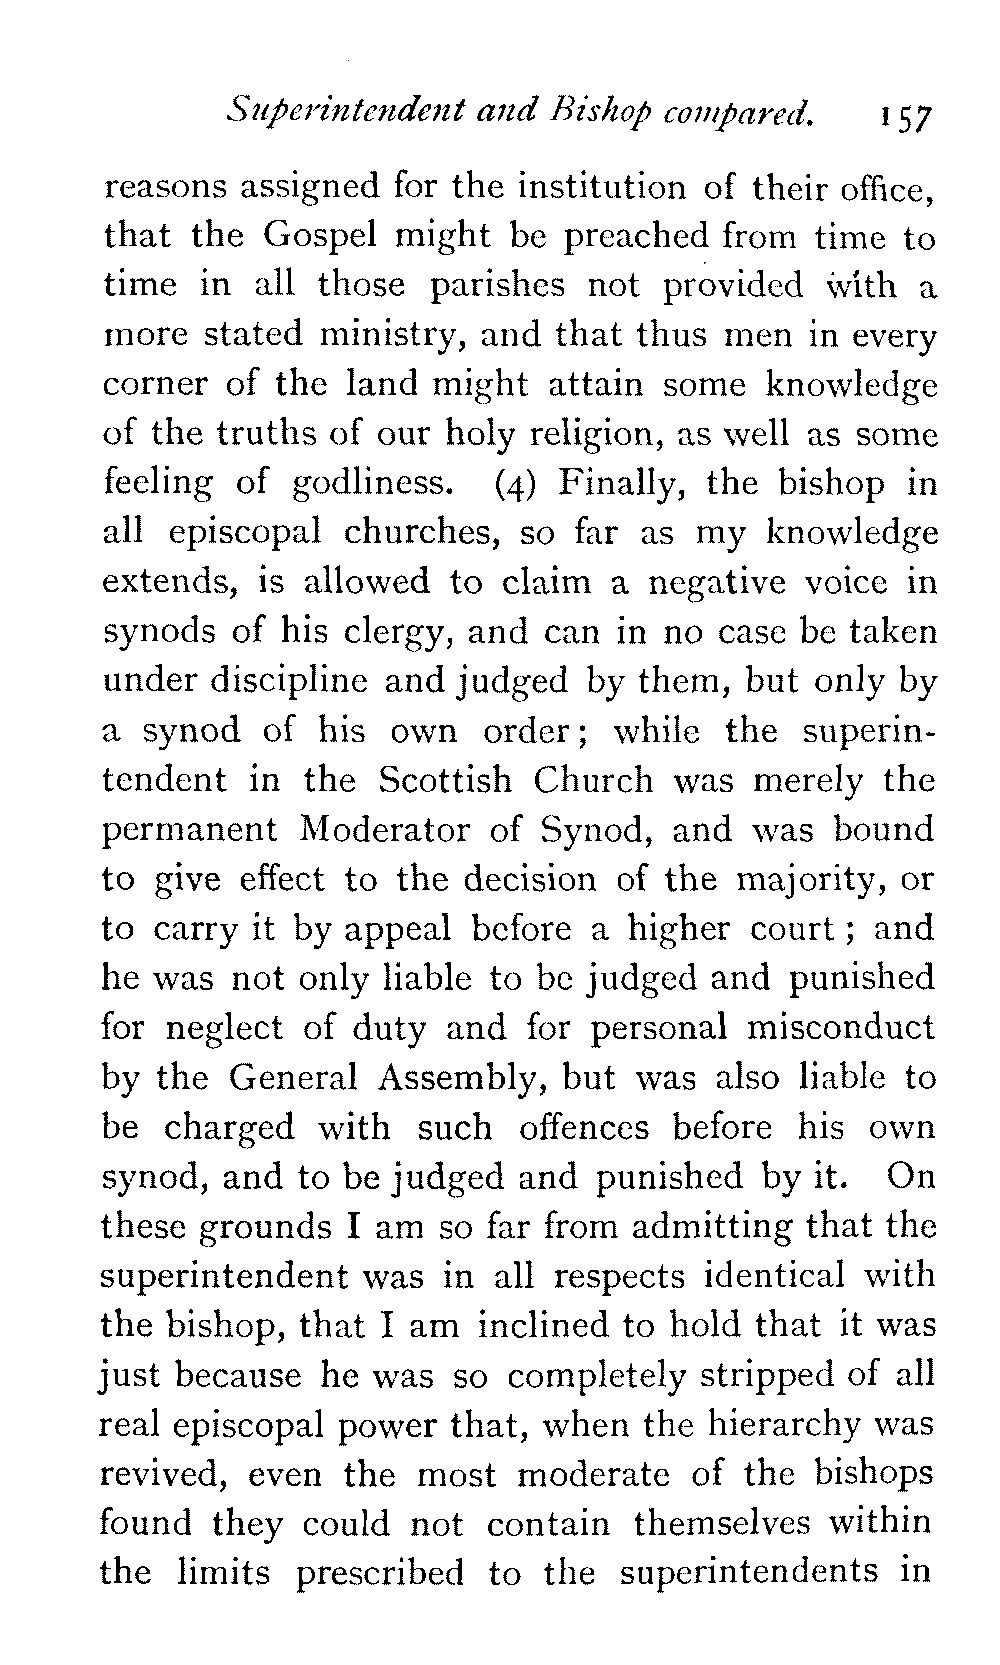 Superintendent and Bishop compared. 157
reasons assigned for the institution of their office,
that the Gospel might be preached from time to
time in all those parishes not provided with a
more stated ministry, and that thus men in every
corner of the land might attain some knowledge
of the truths of our holy religion, as well as some
feeling of godliness. (4) Finally, the bishop in
all episcopal churches, so far as my knowledge
extends, is allowed to claim a negative voice in
synods of his clergy, and can in no case be taken
under discipline and judged by them, but only by
a synod of his own order; while the superin-
tendent in the Scottish Church was merely the
permanent Moderator of Synod, and was bound
to give effect to the decision of the majority, or
to carry it by appeal before a higher court; and
he was not only liable to be judged and punished
for neglect of duty and for personal misconduct
by the General Assembly, but was also liable to
be charged with such offences before his own
synod, and to be judged and punished by it. On
these grounds I am so far from admitting that the
superintendent was in all respects identical with
the bishop, that I am inclined to hold that it was
just because he was so completely stripped of all
real episcopal power that, when the hierarchy was
revived, even the most moderate of the bishops
found they could not contain themselves within
the limits prescribed to the superintendents in